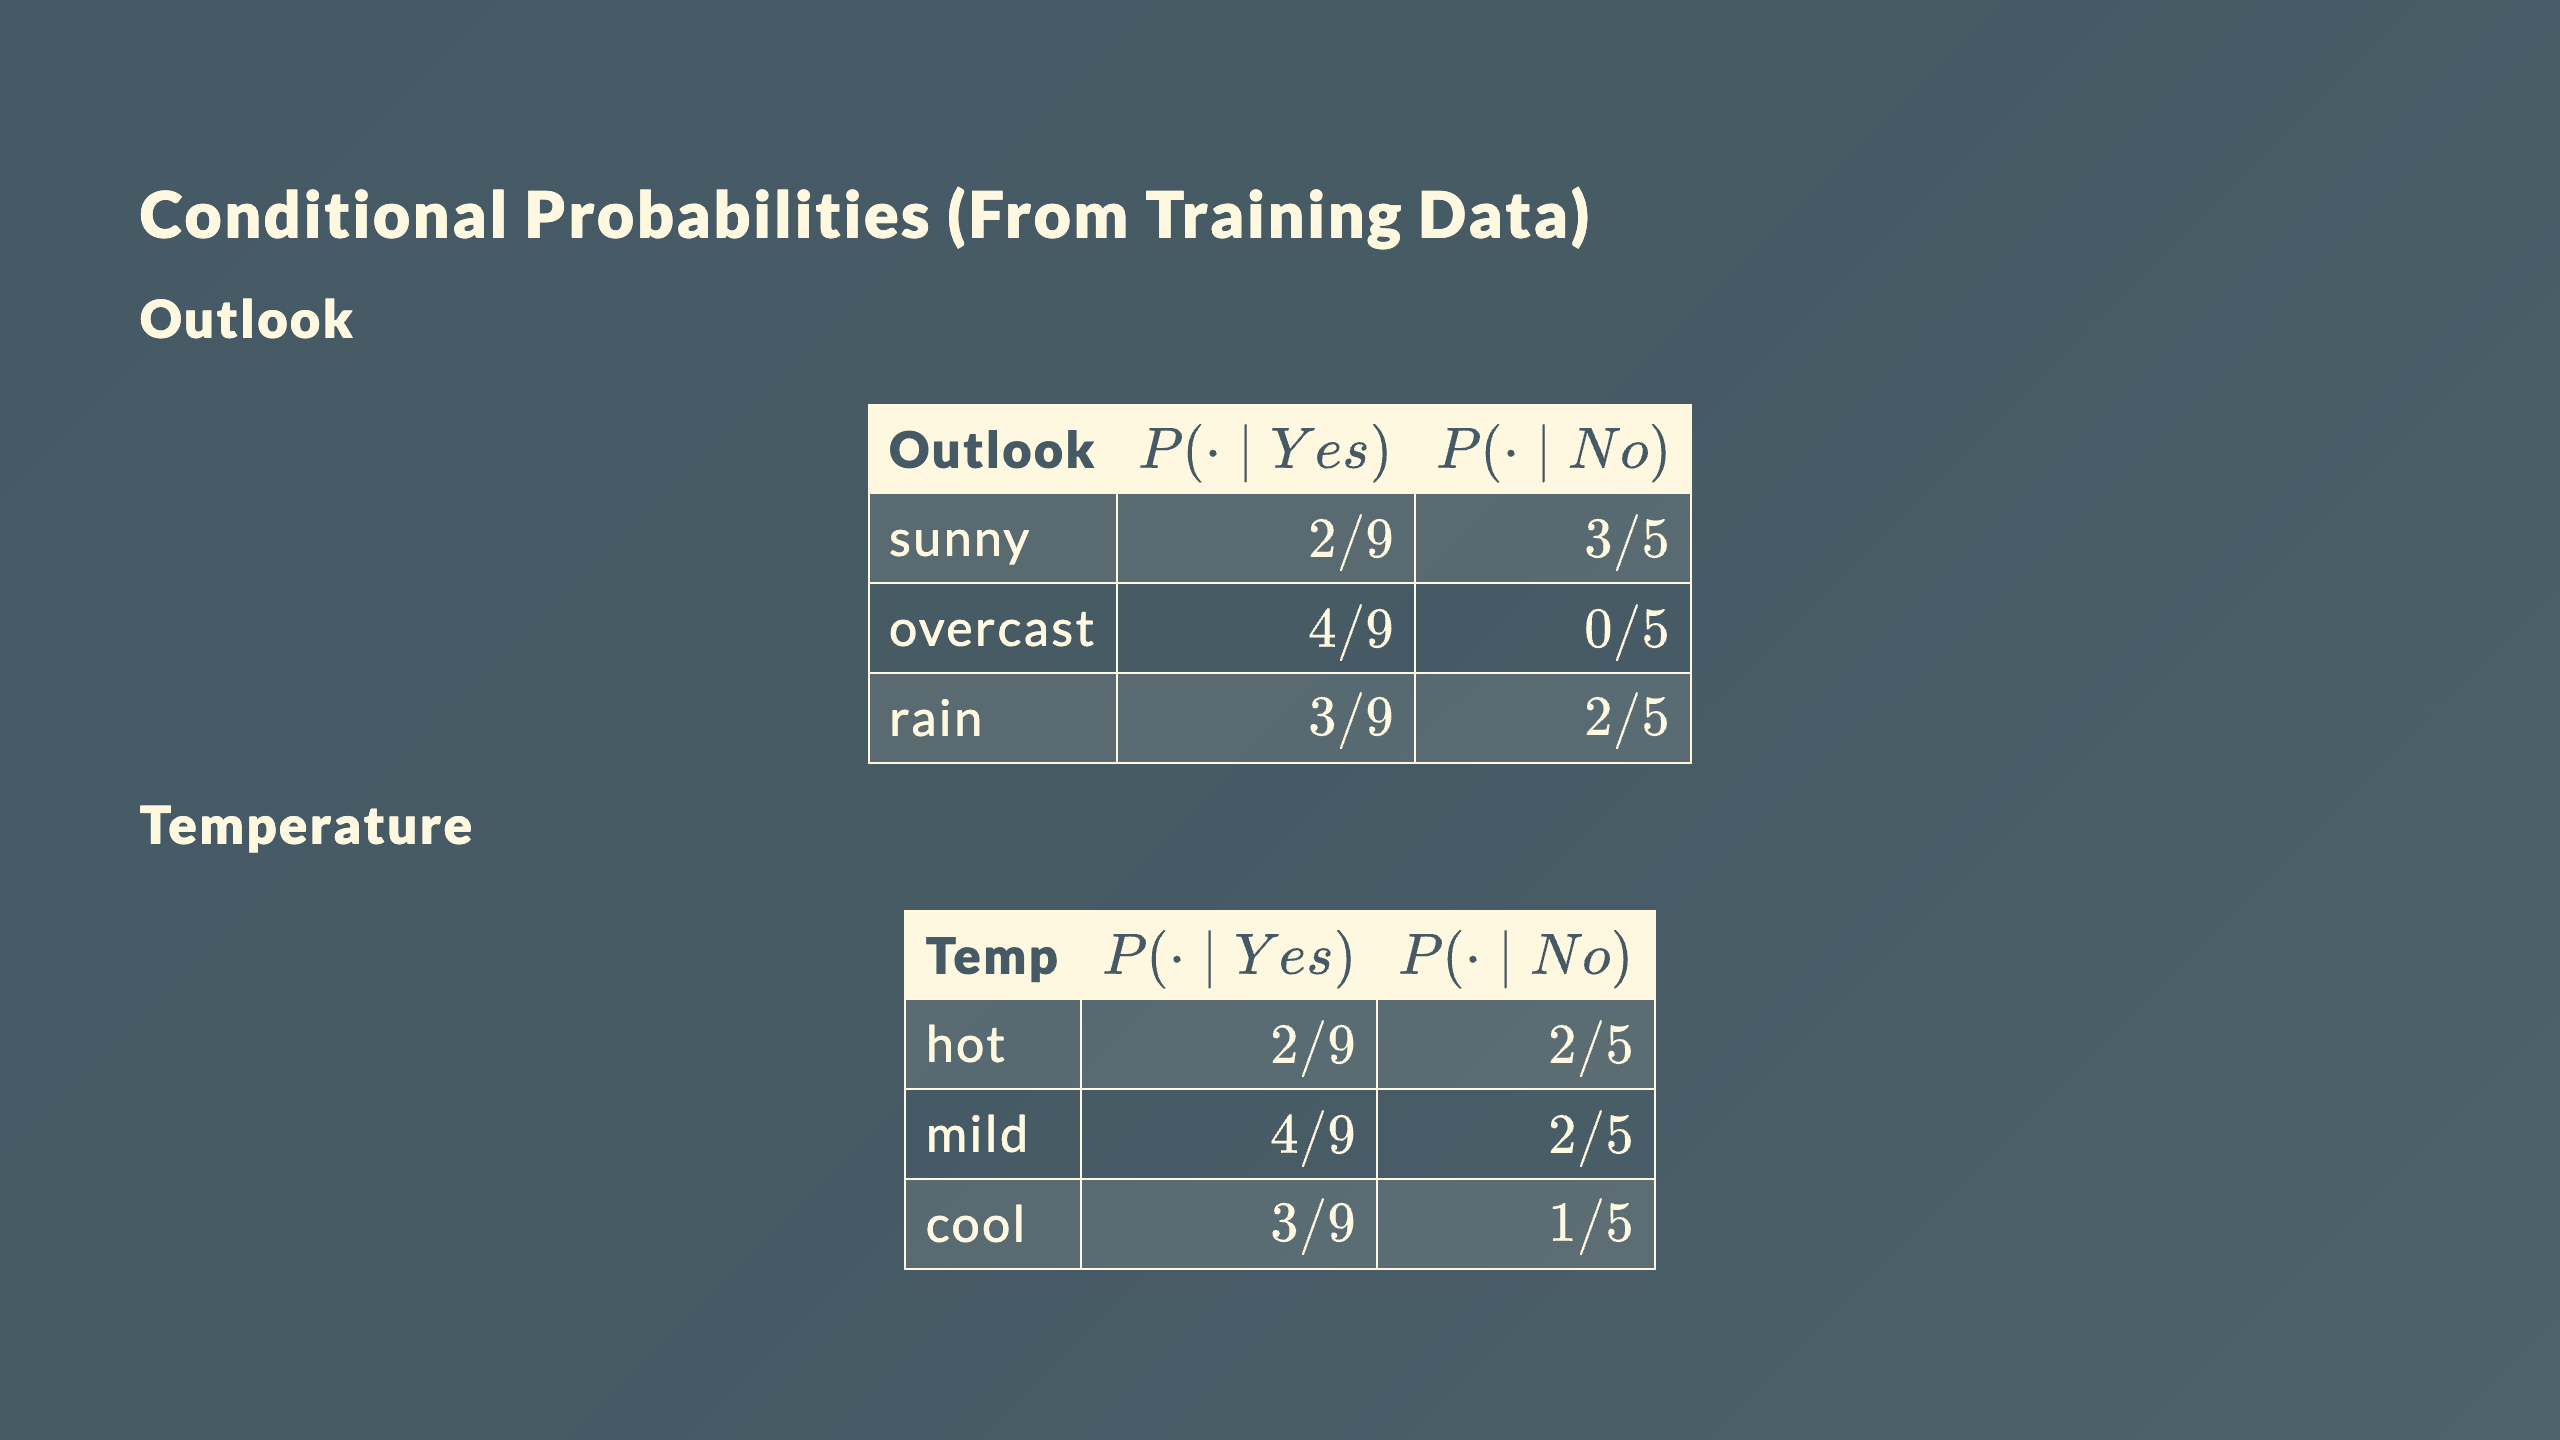 Conditional Probabilities (From Training Data)
Outlook
Outlook P(· | Yes) P(· | No)
sunny 2/9 3/5
overcast 4/9 0/5
rain 3/9 2/5
Temperature
Temp P(· | Yes) P(· | No)
hot 2/9 2/5
mild 4/9 2/5
cool 3/9 1/5